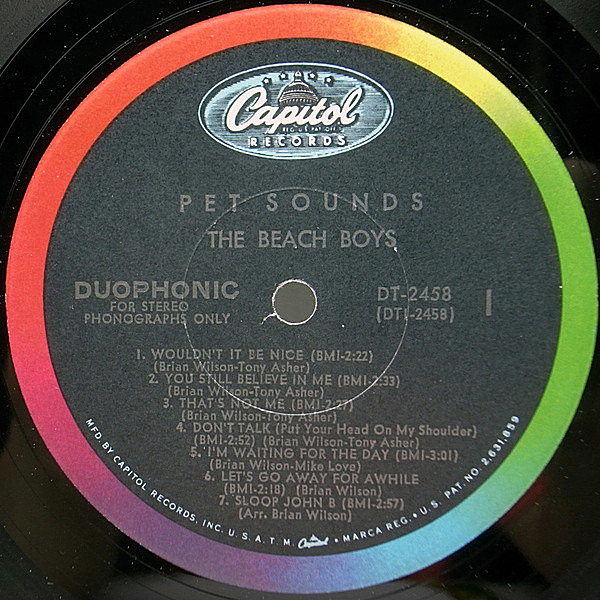 Capitol
REG. U.S. PAT. OFF.
RECORDS
PET SOUNDS
THE BEACH BOYS
DUOPHONIC
FOR STEREO
PHONOGRAPHS ONLY
DT-2458
(DT1-2458)
1
1. WOULDN'T IT BE NICE (BMI-2:22)
(Brian Wilson-Tony Asher)
2. YOU STILL BELIEVE IN ME (BMI-2:33)
(Brian Wilson-Tony Asher)
3. THAT'S NOT ME (BMI-2:27)
(Brian Wilson-Tony Asher)
4. DON'T TALK (Put Your Head On My Shoulder)
(BMI-2:52) (Brian Wilson-Tony Asher)
5. I'M WAITING FOR THE DAY (BMI-3:01)
(Brian Wilson-Mike Love)
6. LET'S GO AWAY FOR AWHILE
(BMI-2:18) (Brian Wilson)
7. SLOOP JOHN B (BMI-2:57)
(Arr. Brian Wilson)
MFD. BY CAPITOL RECORDS, INC. U. S. A. T. M. Capitol • MARCA REG. • U.S. PAT. NO. 2,631,859